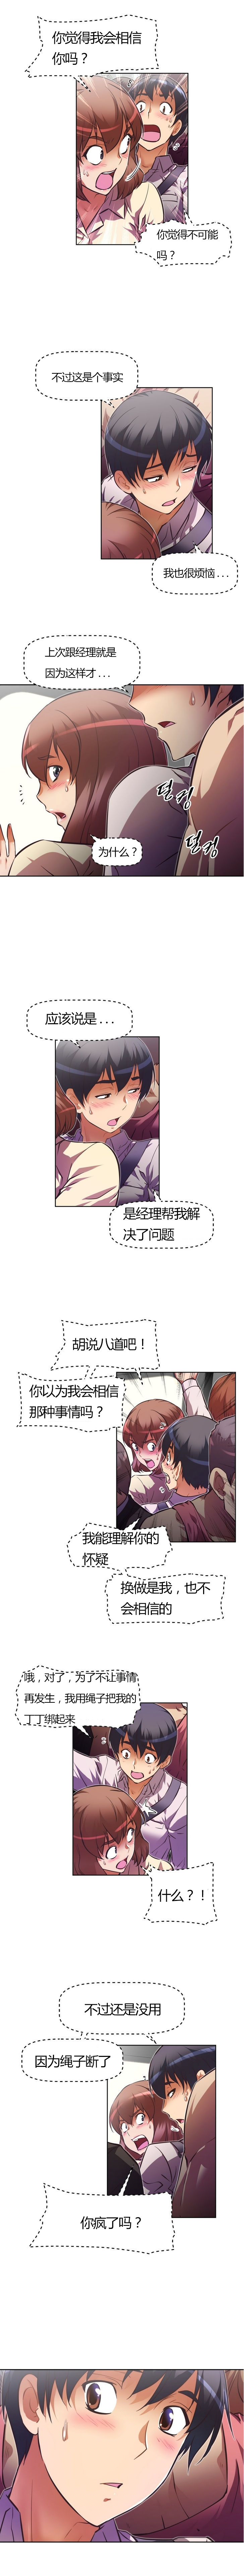 你觉得我会相信
你吗？
你觉得不可能
吗？
不过这是个事实
我也很烦恼...
上次跟经理就是
因为这样才...
为什么？
덜컹
덜컹
应该说是...
是经理帮我解
决了问题
胡说八道吧！
你以为我会相信
那种事情吗？
我能理解你的
怀疑
换做是我，也不
会相信的
哦，对了，为了不让事情
再发生，我用绳子把我的
丁丁绑起来
什么？！
不过还是没用
因为绳子断了
你疯了吗？